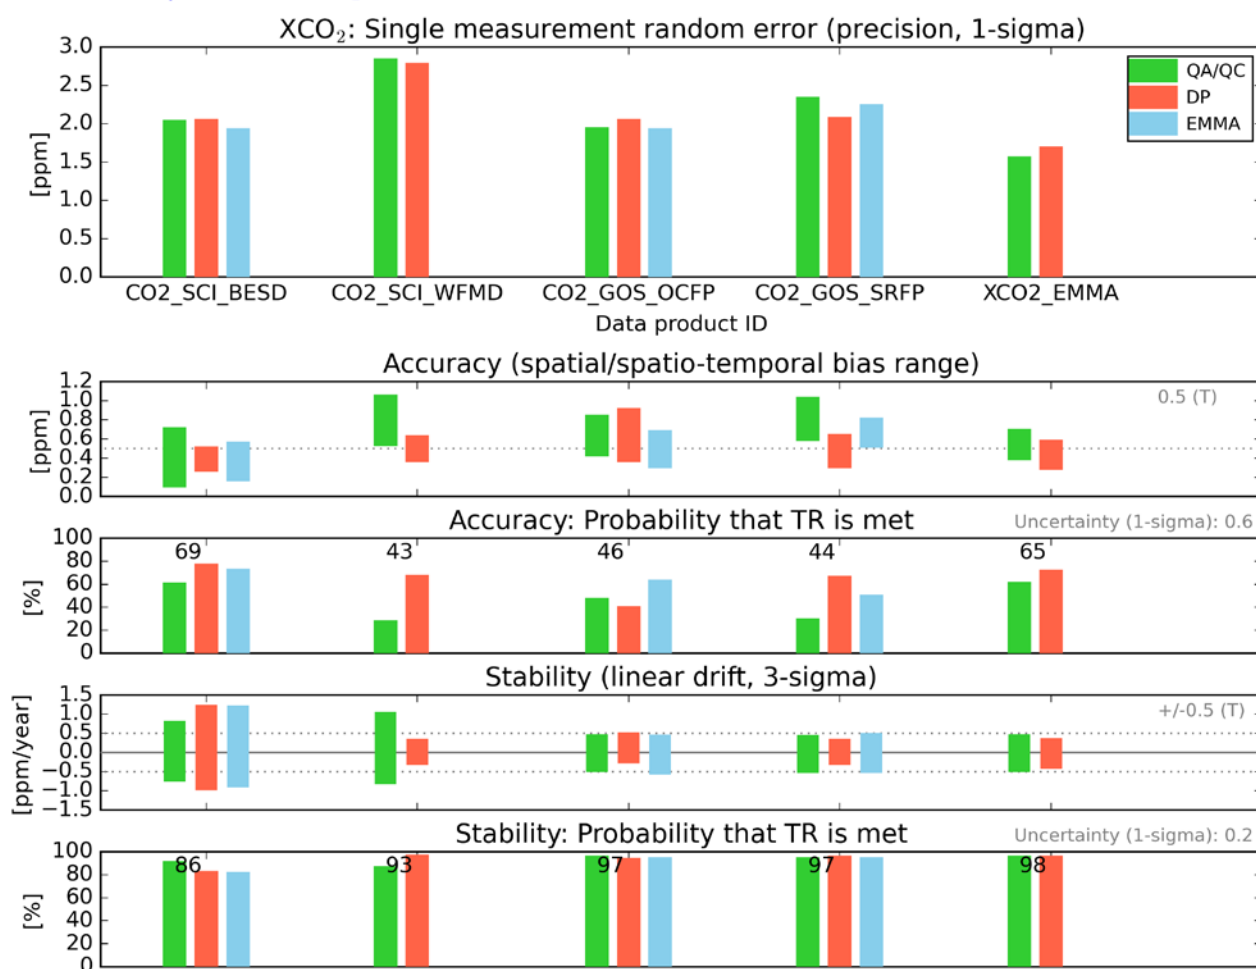 XCO₂: Single measurement random error (precision, 1-sigma)
3.0
2.5
2.0
1.5
1.0
0.5
0.0
[ppm]
QA/QC
DP
EMMA
CO2_SCI_BESD CO2_SCI_WFMD CO2_GOS_OCFP CO2_GOS_SRFP XCO2_EMMA
Data product ID
Accuracy (spatial/spatio-temporal bias range)
1.2
1.0
0.8
0.6
0.4
0.2
0.0
[ppm]
0.5 (T)
Accuracy: Probability that TR is met
Uncertainty (1-sigma): 0.6
100
80
60
40
20
0
[%]
69 43 46 44 65
Stability (linear drift, 3-sigma)
1.5
1.0
0.5
0.0
−0.5
−1.0
−1.5
[ppm/year]
+/-0.5 (T)
Stability: Probability that TR is met
Uncertainty (1-sigma): 0.2
100
80
60
40
20
0
[%]
86 93 97 97 98